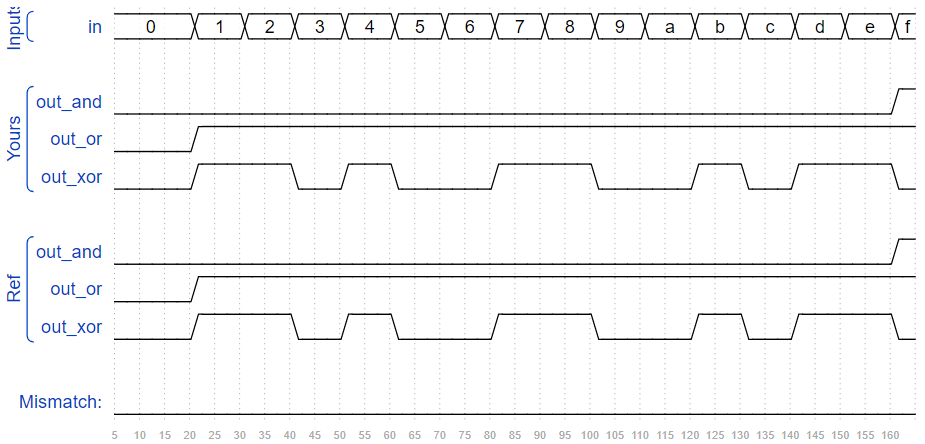 Inputs
in 0 1 2 3 4 5 6 7 8 9 a b c d e f
Yours
out_and
out_or
out_xor
Ref
out_and
out_or
out_xor
Mismatch:
5 10 15 20 25 30 35 40 45 50 55 60 65 70 75 80 85 90 95 100 105 110 115 120 125 130 135 140 145 150 155 160